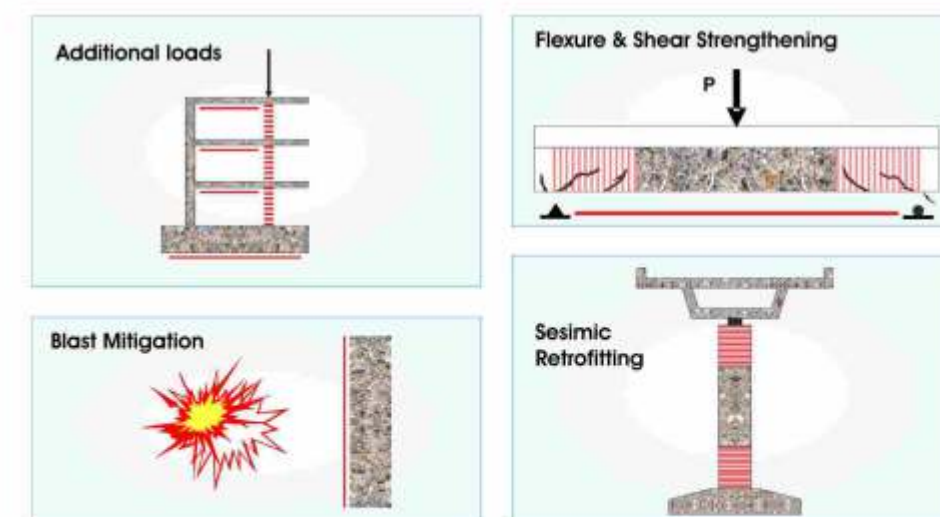 Additional loads
Flexure & Shear Strengthening
P
Blast Mitigation
Sesimic
Retrofitting